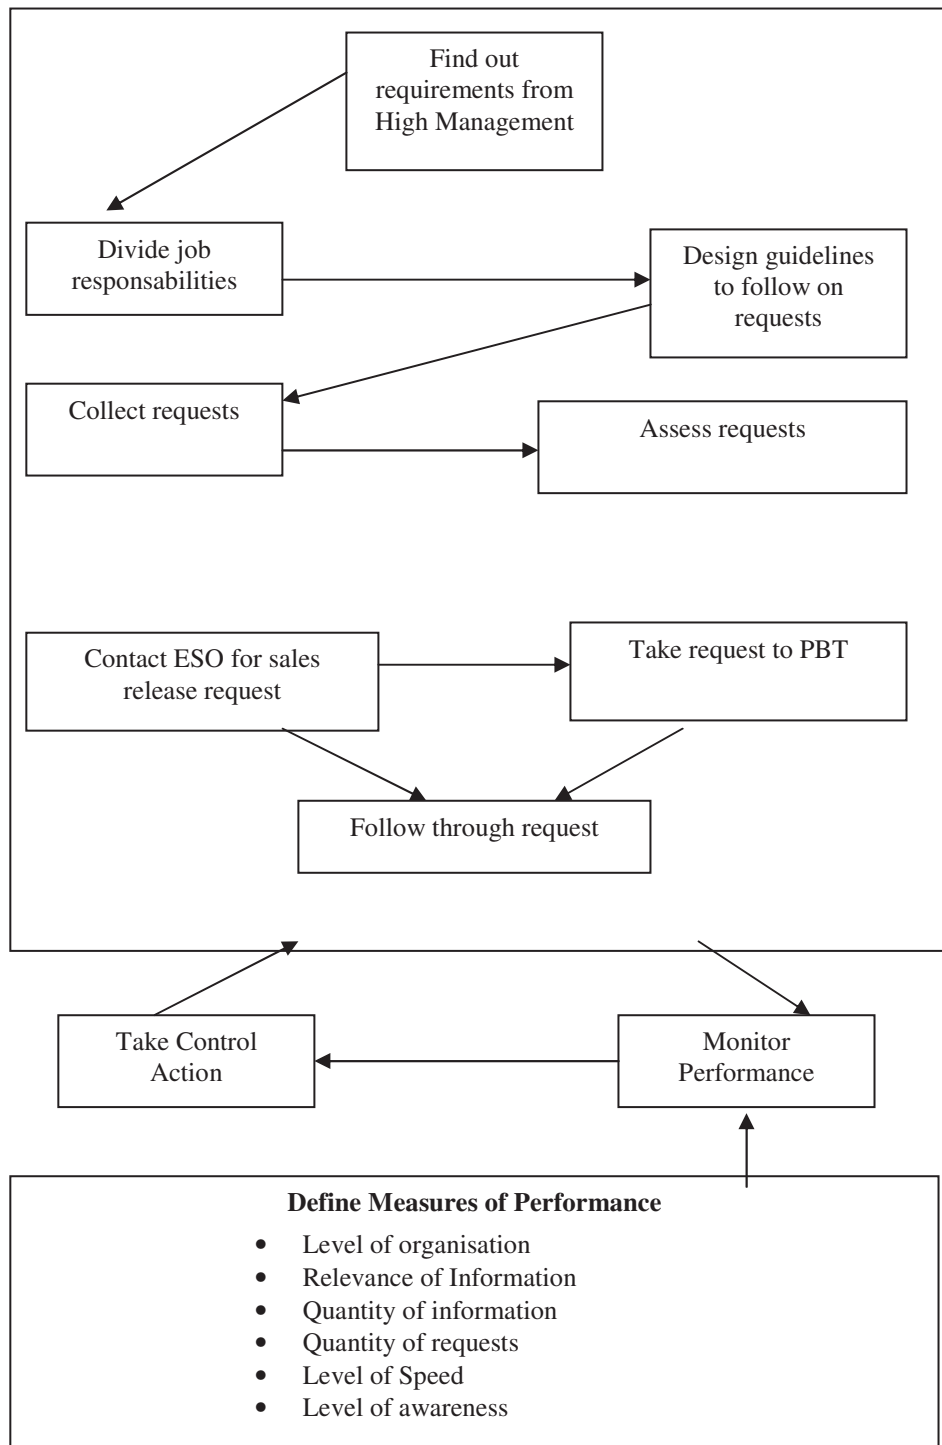 Find out
requirements from
High Management
Divide job
responsabilities
Design guidelines
to follow on
requests
Collect requests
Assess requests
Contact ESO for sales
release request
Take request to PBT
Follow through request
Take Control
Action
Monitor
Performance
Define Measures of Performance
• Level of organisation
• Relevance of Information
• Quantity of information
• Quantity of requests
• Level of Speed
• Level of awareness